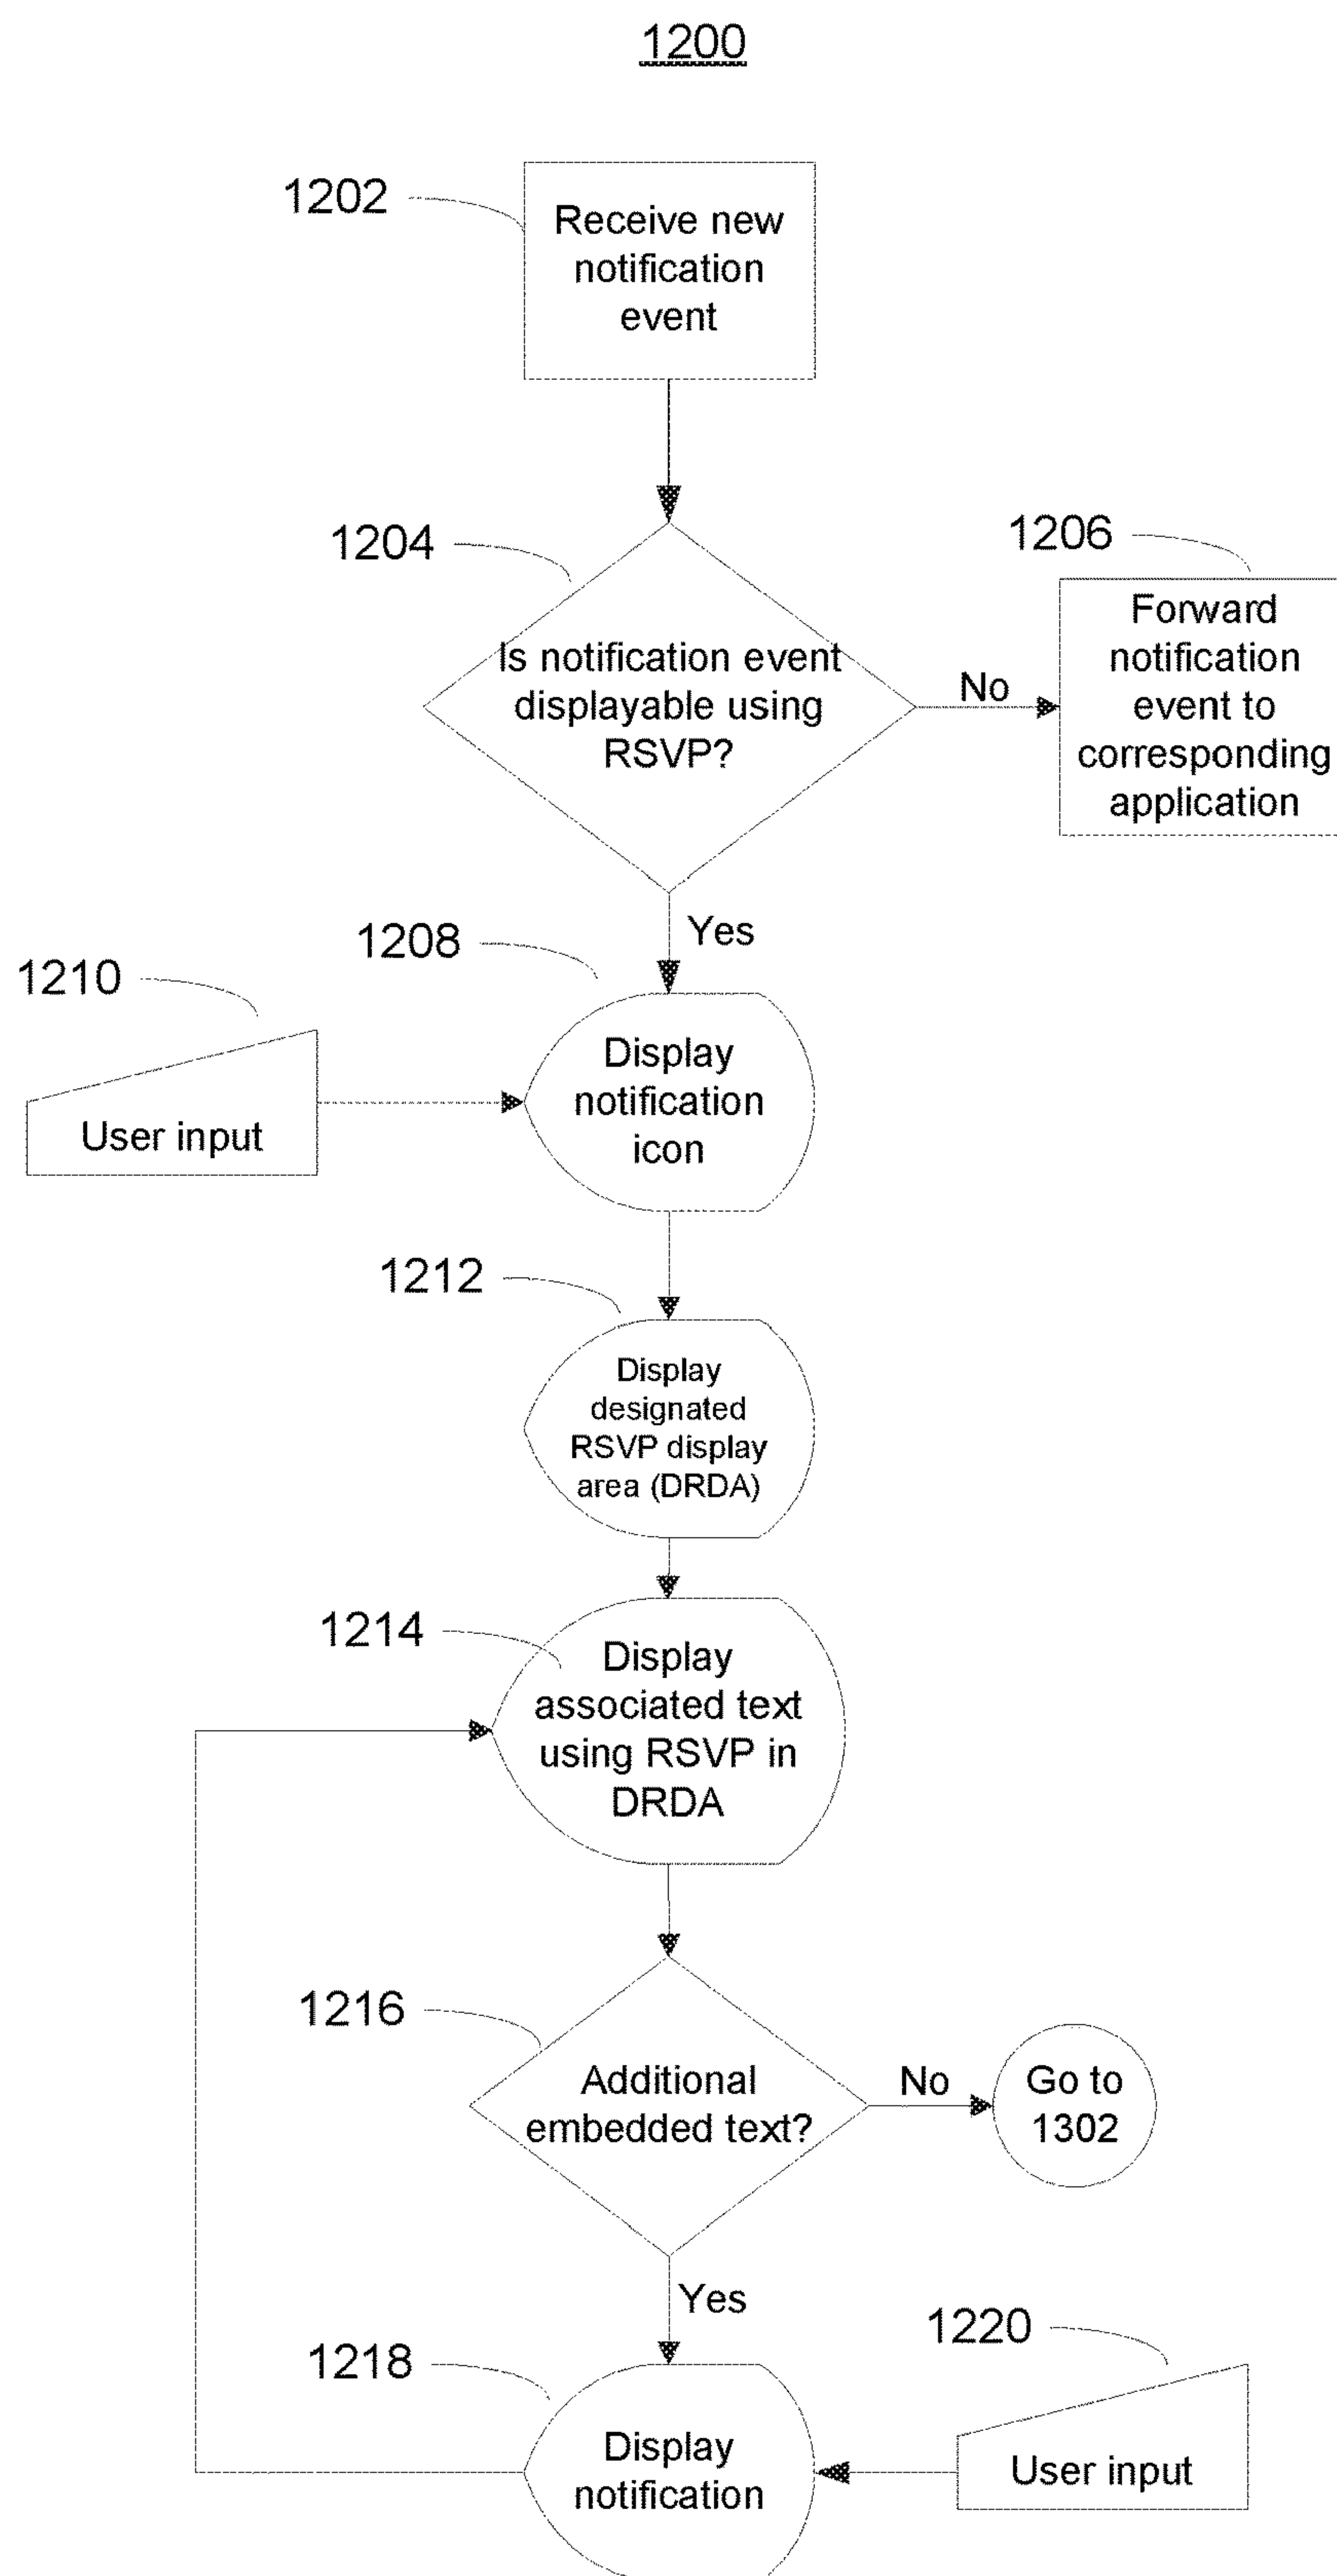 1200
1202
Receive new
notification
event
1204
Is notification event
displayable using
RSVP?
No
1206
Forward
notification
event to
corresponding
application
Yes
1208
Display
notification
icon
1210
User input
1212
Display
designated
RSVP display
area (DRDA)
1214
Display
associated text
using RSVP in
DRDA
1216
Additional
embedded text?
No
Go to
1302
Yes
1218
Display
notification
1220
User input